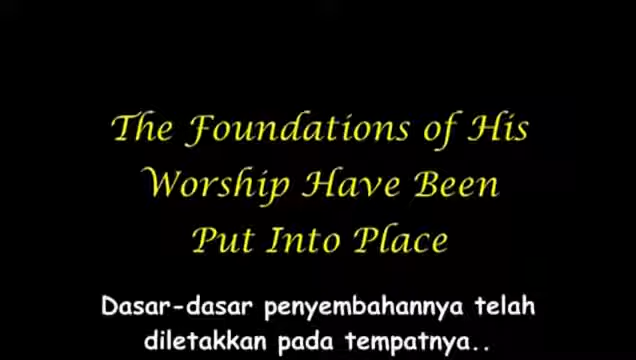 The Foundations of His
Worship Have Been
Put Into Place
Dasar-dasar penyembahannya telah
diletakkan pada tempatnya..